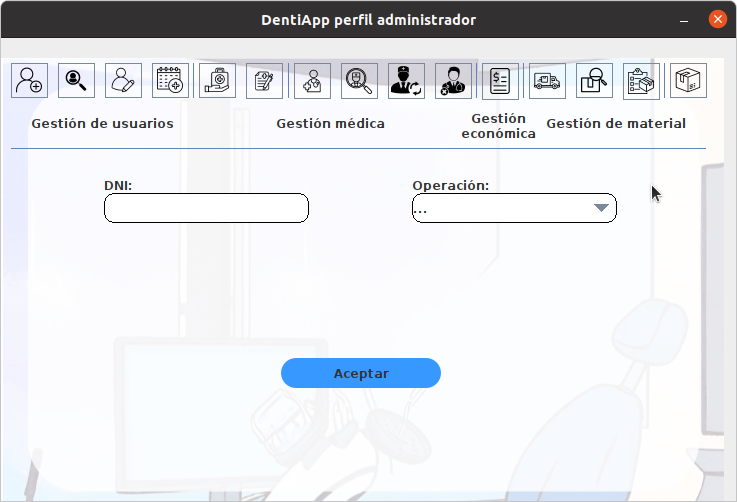 DentiApp perfil administrador
Gestión de usuarios
Gestión médica
Gestión
económica
Gestión de material
DNI:
Operación:
...
Aceptar